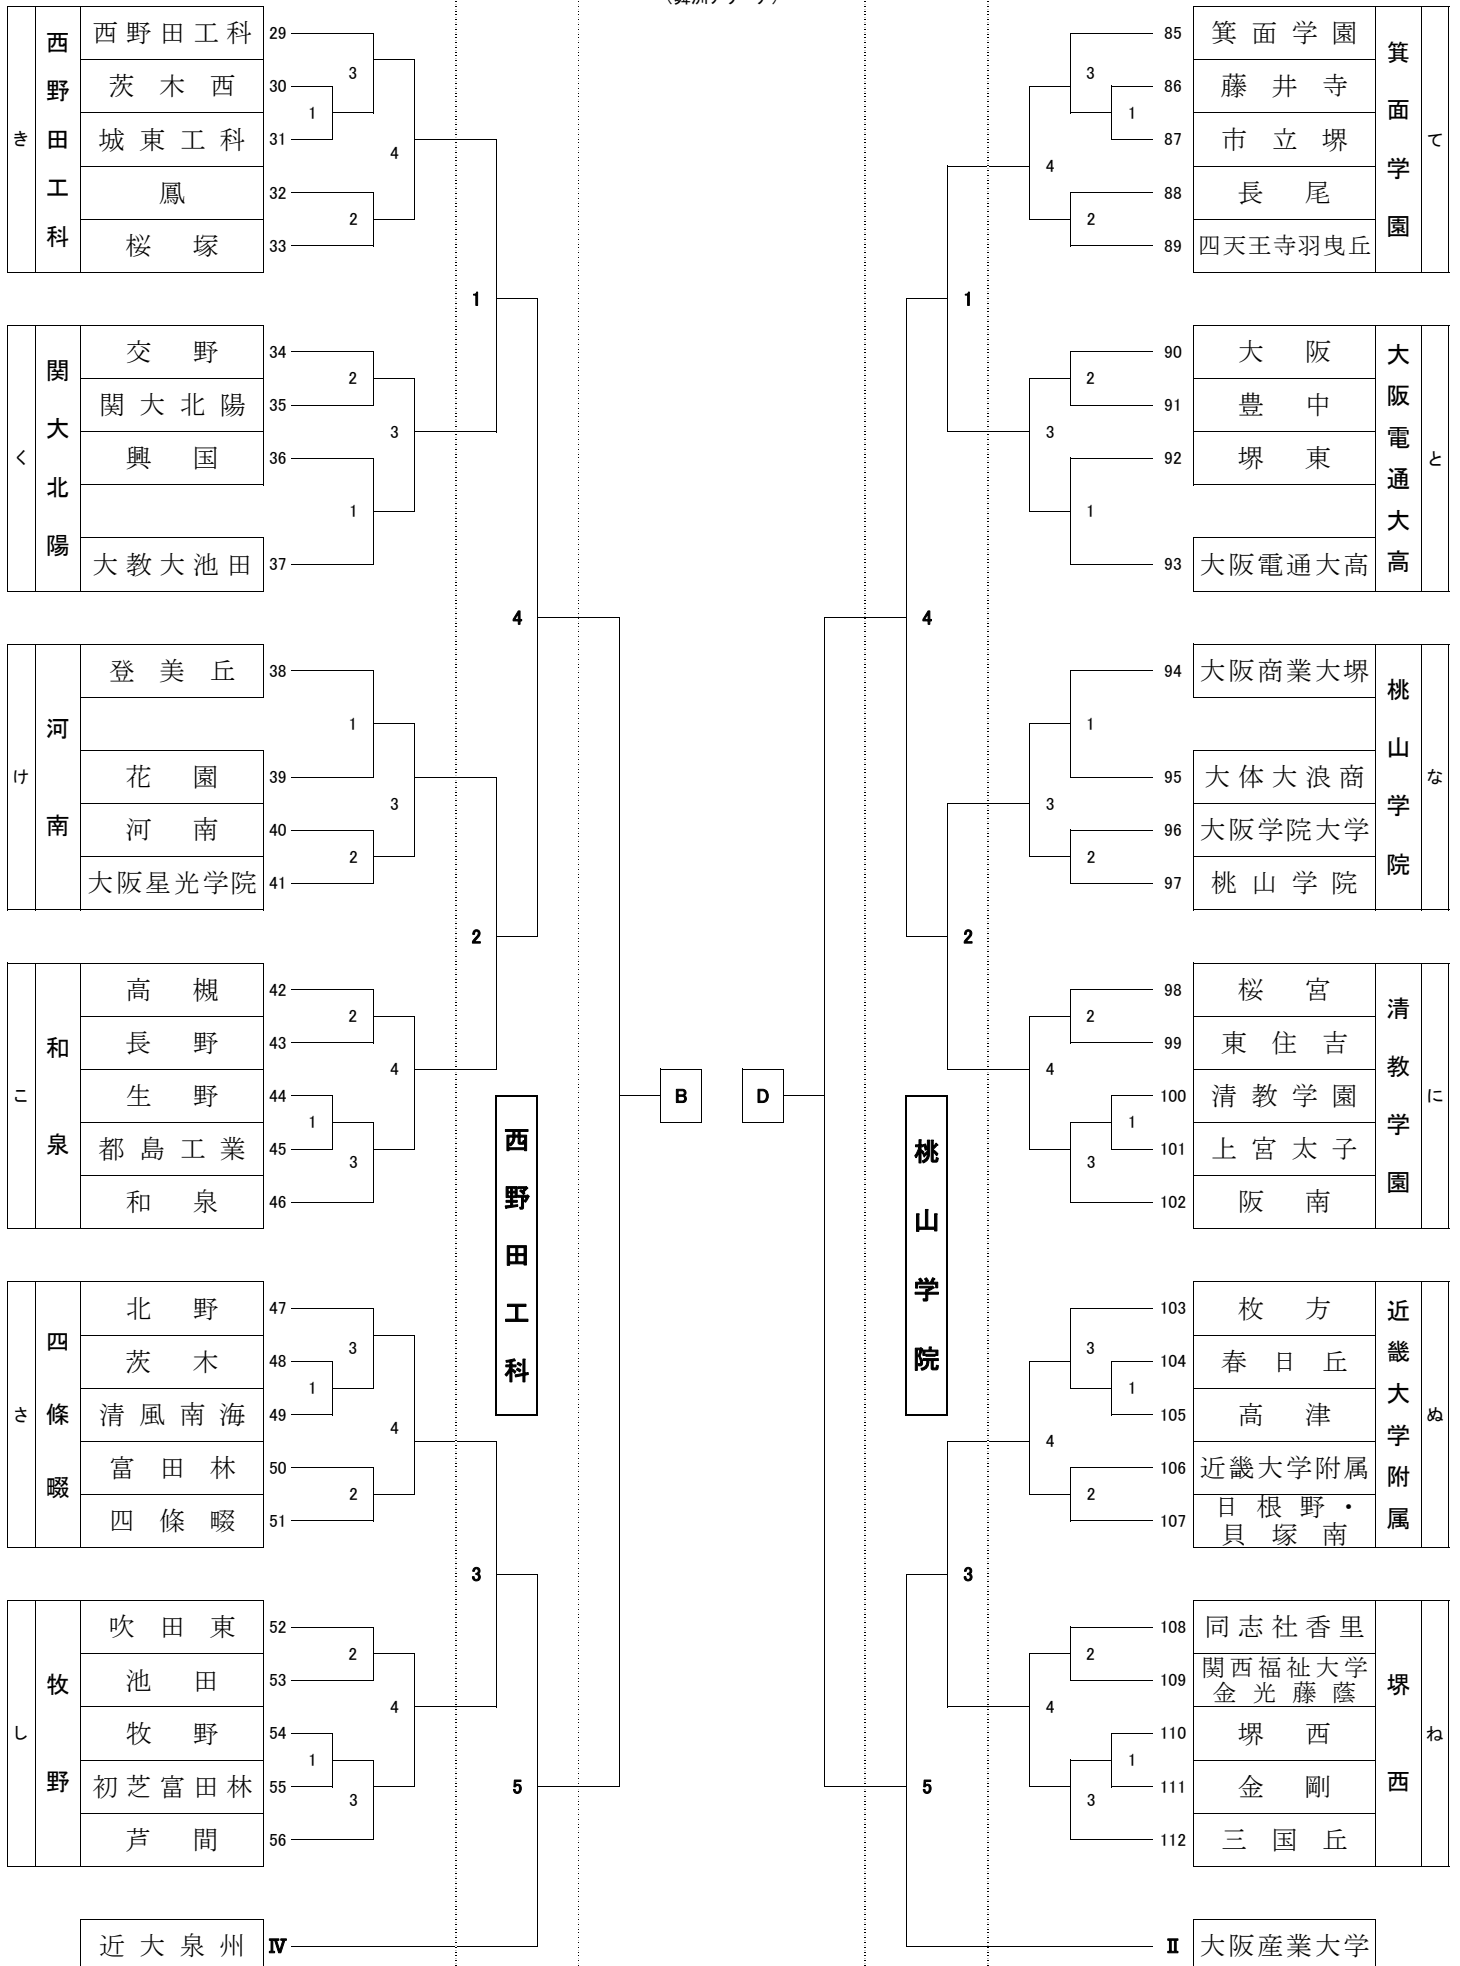 き
西野田工科
西野田工科 29
茨木西 30
城東工科 31
鳳 32
桜塚 33
3
1
4
2
1
く
関大北陽
交野 34
関大北陽 35
興国 36
大教大池田 37
2
3
1
4
け
河南
登美丘 38
花園 39
河南 40
大阪星光学院 41
1
3
2
2
こ
和泉
高槻 42
長野 43
生野 44
都島工業 45
和泉 46
2
4
1
3
西野田工科
B
さ
四條畷
北野 47
茨木 48
清風南海 49
富田林 50
四條畷 51
3
1
4
2
3
し
牧野
吹田東 52
池田 53
牧野 54
初芝富田林 55
芦間 56
2
4
1
3
5
近大泉州 Ⅳ
85 箕面学園
86 藤井寺
87 市立堺
88 長尾
89 四天王寺羽曳丘
箕面学園
て
3
1
4
2
1
90 大阪
91 豊中
92 堺東
93 大阪電通大高
大阪電通大高
と
2
3
1
4
94 大阪商業大堺
95 大体大浪商
96 大阪学院大学
97 桃山学院
桃山学院
な
1
3
2
2
98 桜宮
99 東住吉
100 清教学園
101 上宮太子
102 阪南
清教学園
に
2
4
1
3
D
桃山学院
103 枚方
104 春日丘
105 高津
106 近畿大学附属
107 日根野・
貝塚南
近畿大学附属
ぬ
3
1
4
2
3
108 同志社香里
109 関西福祉大学
金光藤蔭
110 堺西
111 金剛
112 三国丘
堺西
ね
2
4
1
3
5
Ⅱ 大阪産業大学